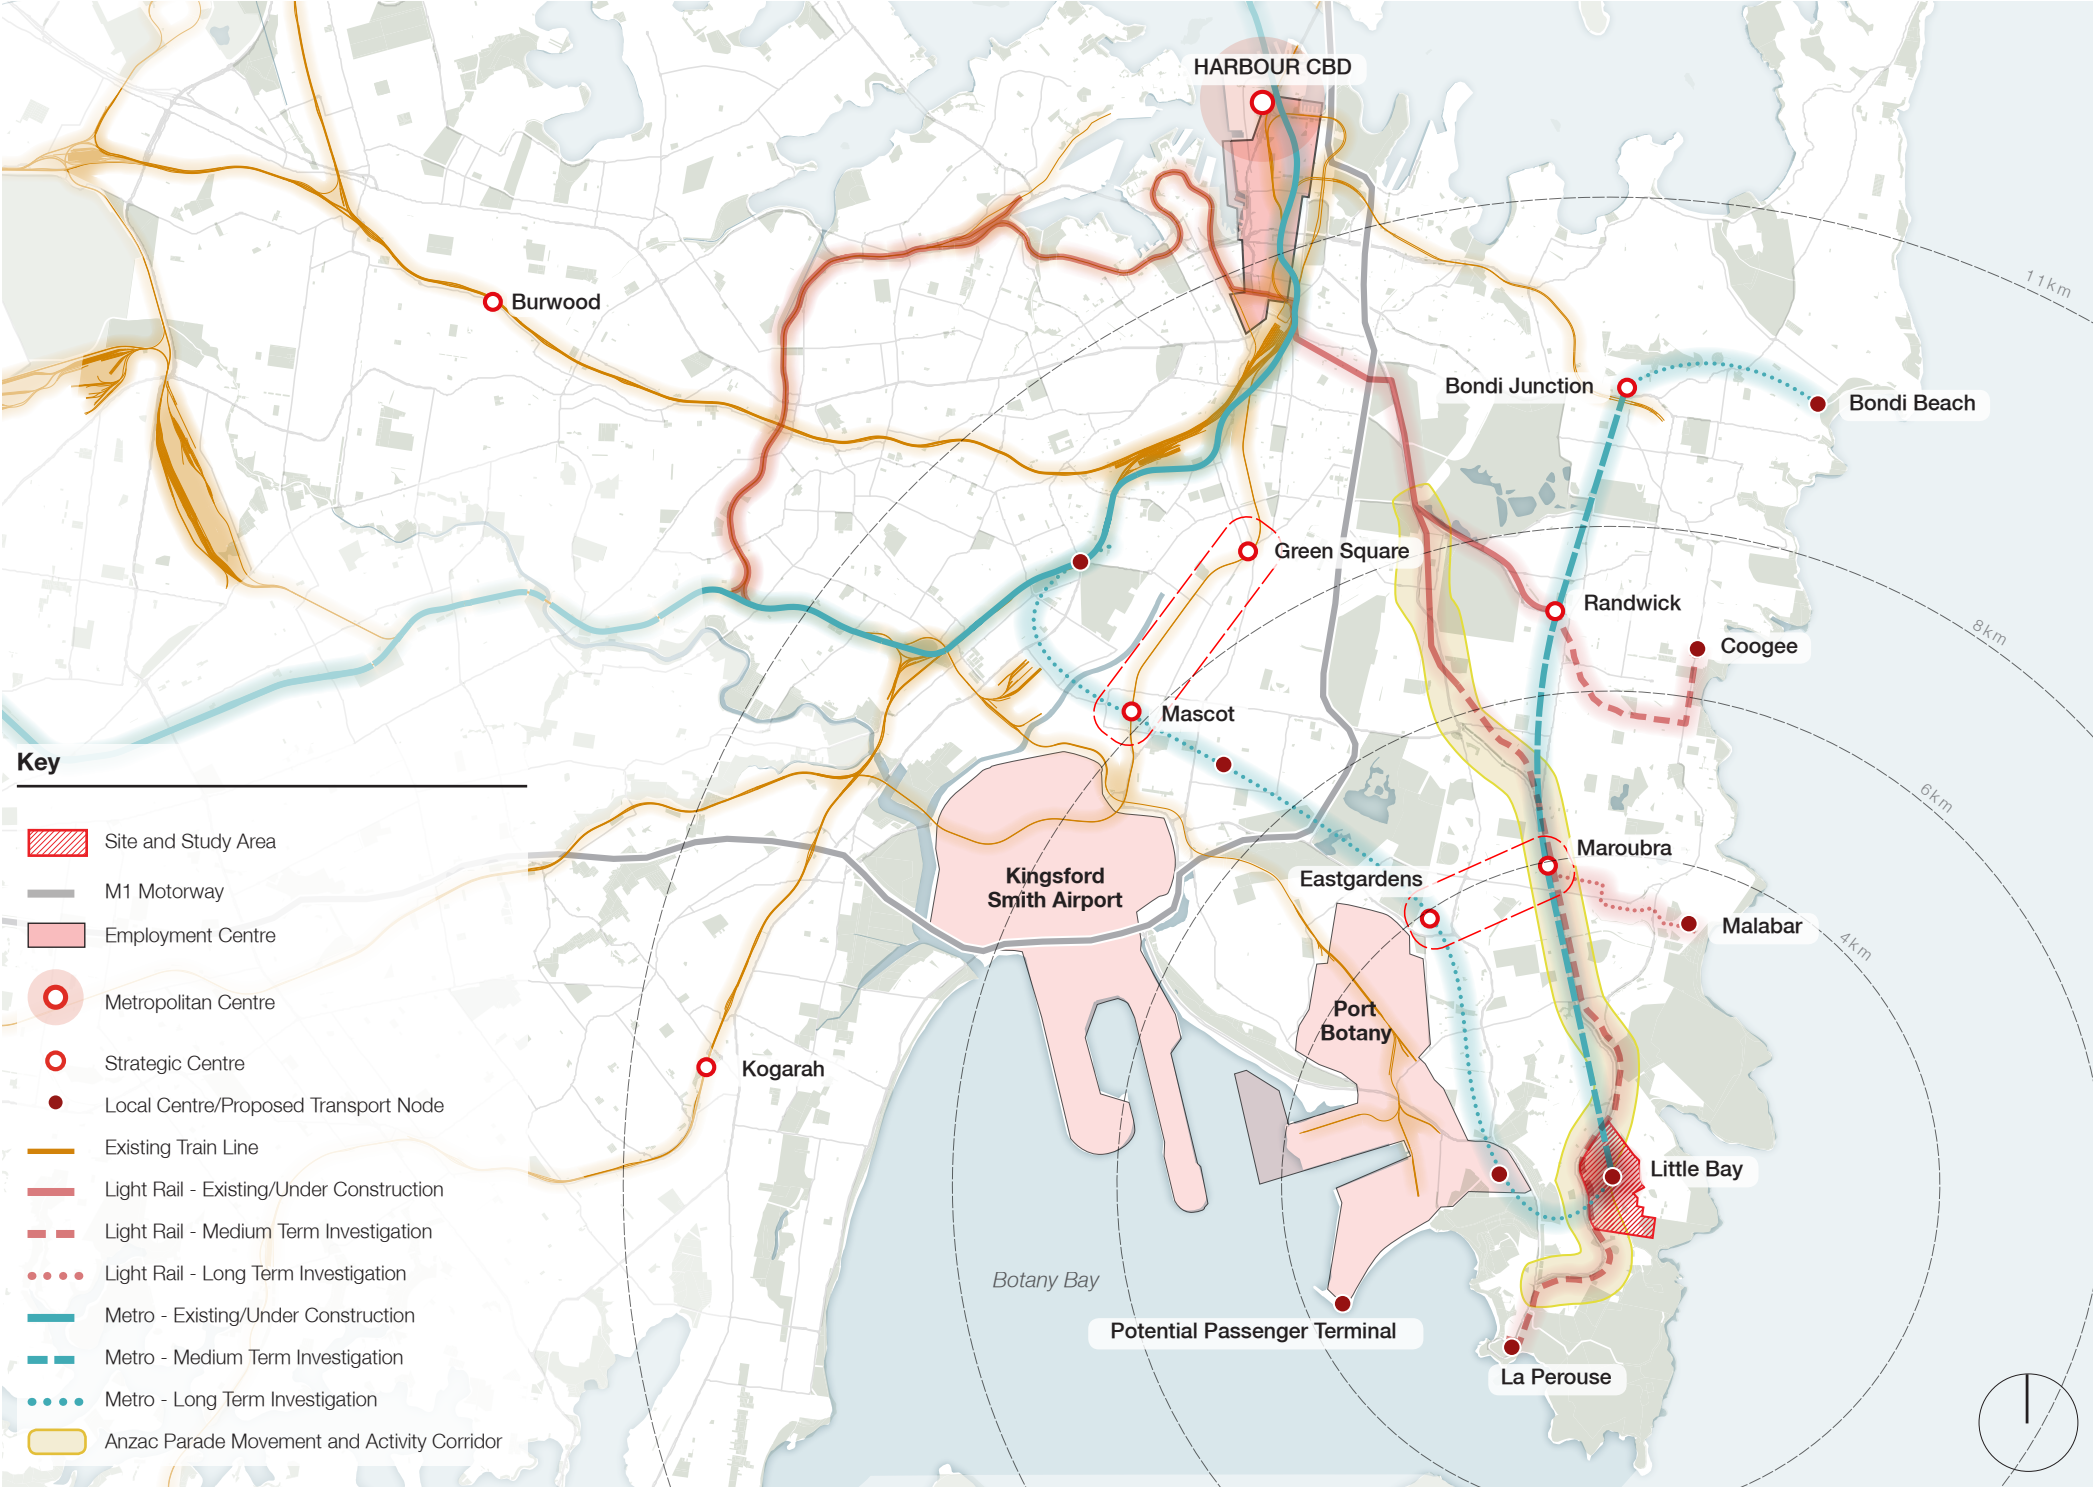 HARBOUR CBD
11km
Burwood
Bondi Junction
Bondi Beach
Green Square
Randwick
8km
Coogee
Mascot
6km
Maroubra
Eastgardens
Kingsford
Smith Airport
Malabar
4km
Port
Botany
Kogarah
Little Bay
Botany Bay
Potential Passenger Terminal
La Perouse
Key
Site and Study Area
M1 Motorway
Employment Centre
Metropolitan Centre
Strategic Centre
Local Centre/Proposed Transport Node
Existing Train Line
Light Rail - Existing/Under Construction
Light Rail - Medium Term Investigation
Light Rail - Long Term Investigation
Metro - Existing/Under Construction
Metro - Medium Term Investigation
Metro - Long Term Investigation
Anzac Parade Movement and Activity Corridor